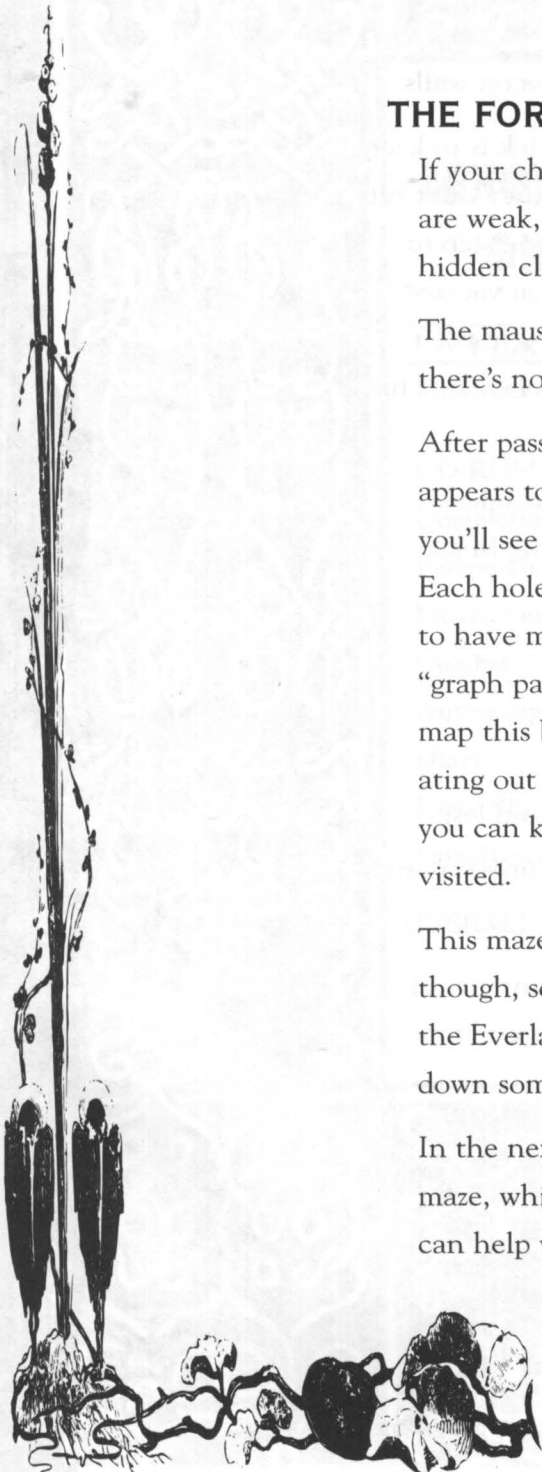 THE FOR
If your ch
are weak,
hidden cl
The maus
there's no
After pass
appears to
you'll see
Each hole
to have m
“graph pa
map this
ating out
you can k
visited.
This maze
though, s
the Everla
down som
In the ne
maze, whi
can help